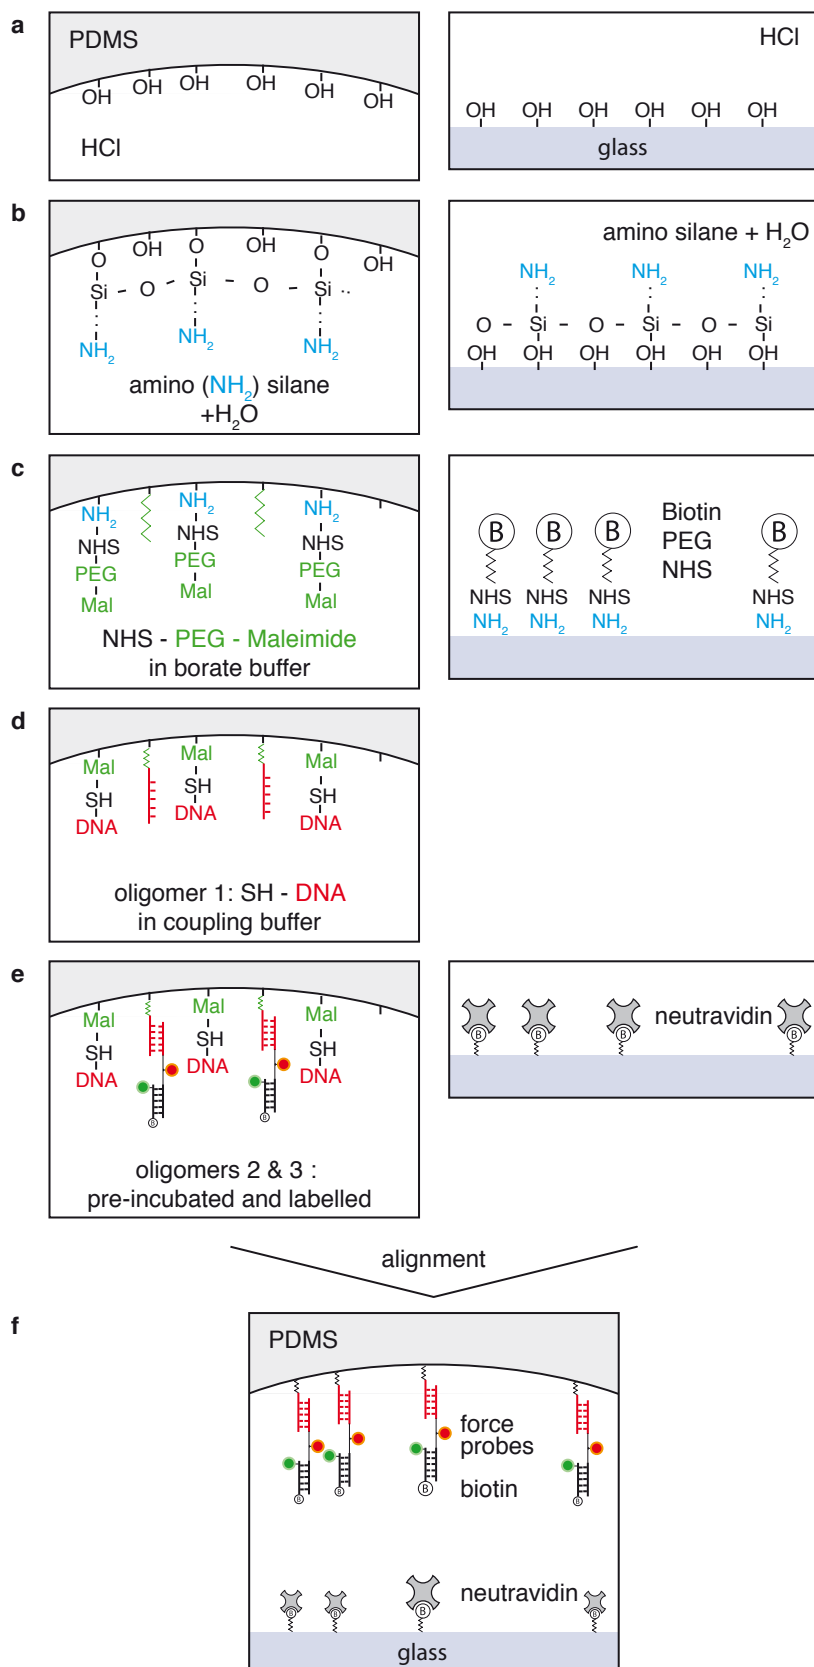 a
PDMS
OH OH OH OH OH OH
HCl
HCl
OH OH OH OH OH OH
glass
b
O OH O OH O OH
Si O Si O Si
NH2 NH2 NH2
amino (NH2) silane
+H2O
amino silane + H2O
NH2 NH2 NH2
O Si O Si O Si
OH OH OH OH OH OH
c
NH2 NH2 NH2
NHS NHS NHS
PEG PEG PEG
Mal Mal Mal
NHS - PEG - Maleimide
in borate buffer
B B B B
Biotin
PEG
NHS
NHS NHS NHS NHS
NH2 NH2 NH2 NH2
d
Mal Mal Mal
SH SH SH
DNA DNA DNA
oligomer 1: SH - DNA
in coupling buffer
e
Mal Mal Mal
SH SH SH
DNA DNA DNA
B B
oligomers 2 & 3 :
pre-incubated and labelled
neutravidin
B B B B
alignment
f
PDMS
force
probes
biotin
B B B B
neutravidin
B B B B
glass